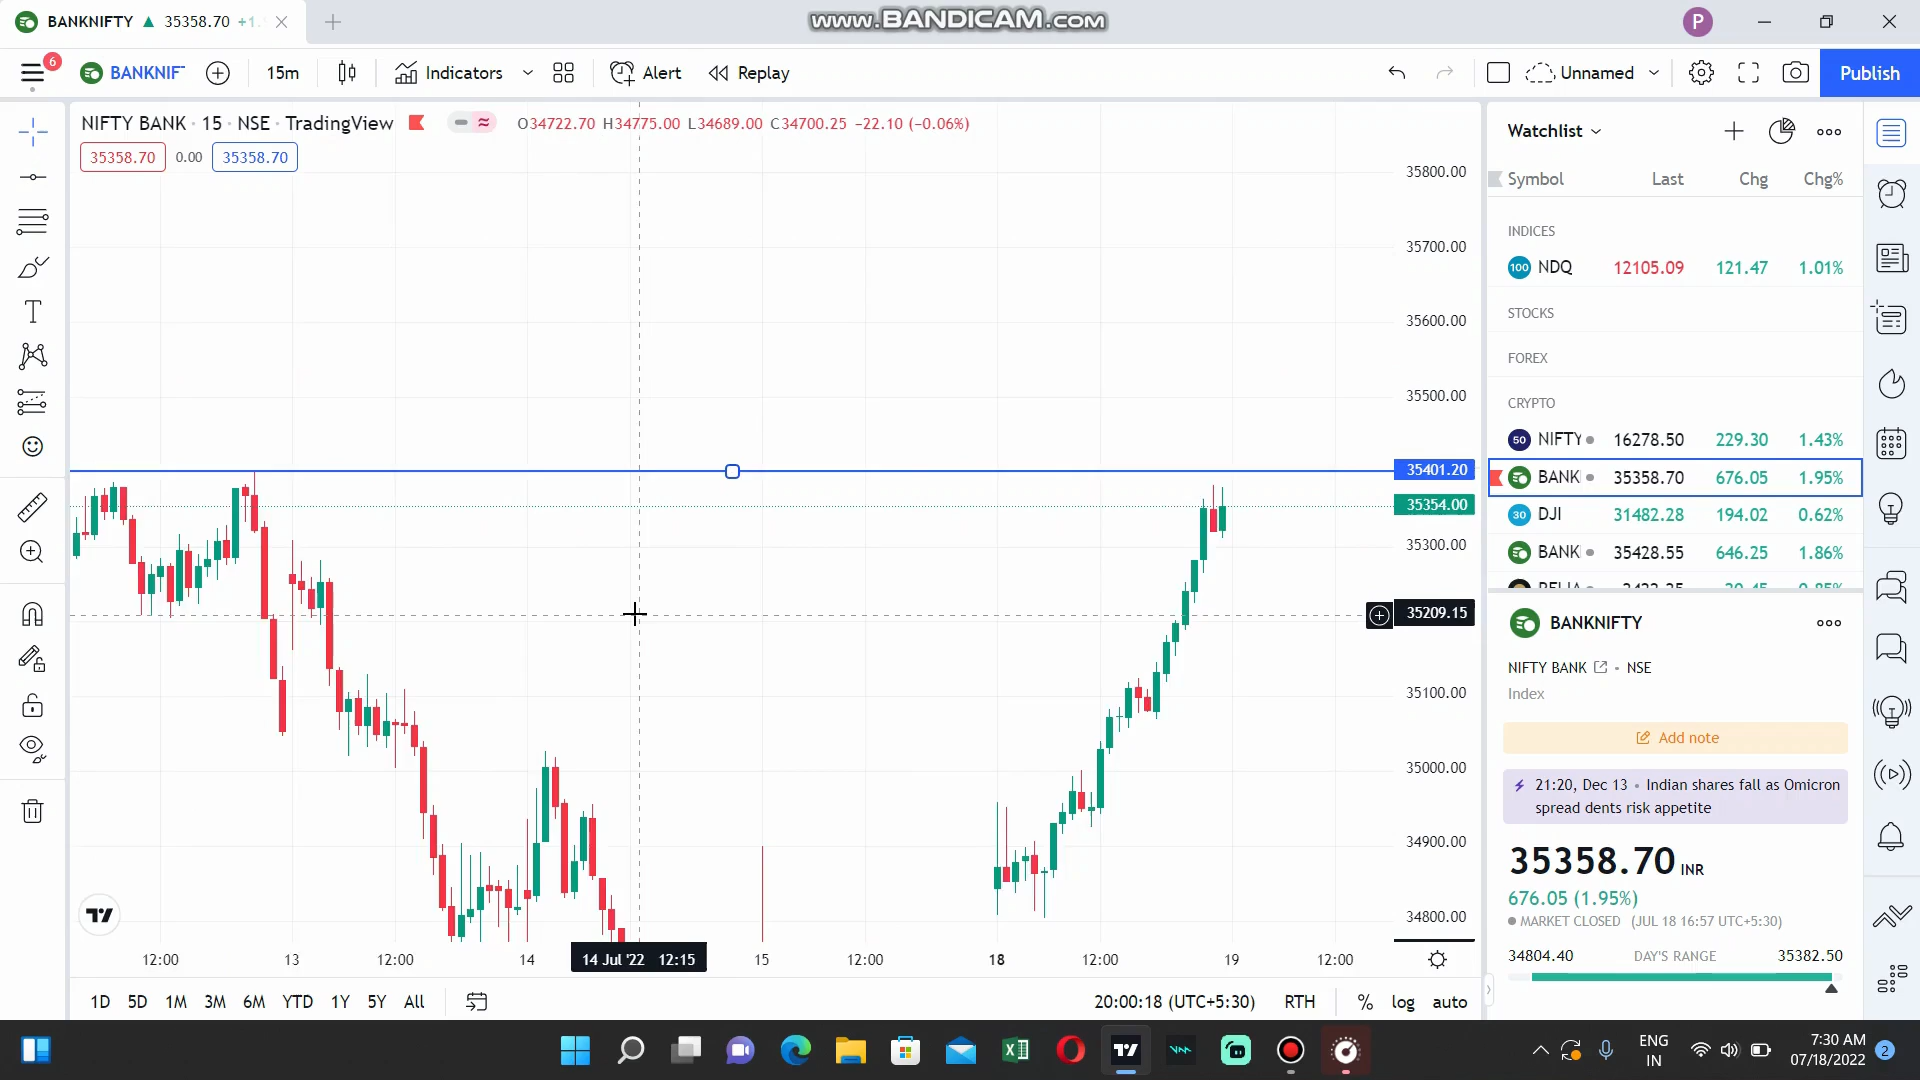 BANKNIFTY ▲ 35358.70 +1.
www.BANDICAM.com
P
6
BANKNIF
15m
Indicators
Alert
Replay
Unnamed
Publish
NIFTY BANK · 15 · NSE · TradingView
O34722.70 H34775.00 L34689.00 C34700.25 −22.10 (−0.06%)
35358.70 0.00 35358.70
35800.00
35700.00
35600.00
35500.00
35401.20
35354.00
35300.00
35209.15
35100.00
35000.00
34900.00
34800.00
12:00 13 12:00 14 14 Jul '22 12:15 15 12:00 18 12:00 19 12:00
1D 5D 1M 3M 6M YTD 1Y 5Y All
20:00:18 (UTC+5:30) RTH % log auto
Watchlist
Symbol Last Chg Chg%
INDICES
100 NDQ 12105.09 121.47 1.01%
STOCKS
FOREX
CRYPTO
50 NIFTY 16278.50 229.30 1.43%
BANK 35358.70 676.05 1.95%
30 DJI 31482.28 194.02 0.62%
BANK 35428.55 646.25 1.86%
BANKNIFTY
NIFTY BANK · NSE
Index
Add note
21:20, Dec 13 • Indian shares fall as Omicron
spread dents risk appetite
35358.70 INR
676.05 (1.95%)
MARKET CLOSED (JUL 18 16:57 UTC+5:30)
34804.40 DAY'S RANGE 35382.50
ENG
IN
7:30 AM
07/18/2022
2